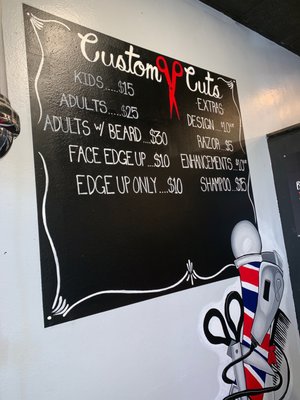 Custom Cuts
KIDS.....$15
ADULTS.....$25
ADULTS W/ BEARD....$30
FACE EDGE UP....$10
EDGE UP ONLY....$10
EXTRAS
DESIGN...$10
RAZOR...$5
ENHANCEMENTS..$10
SHAMPOO...$15